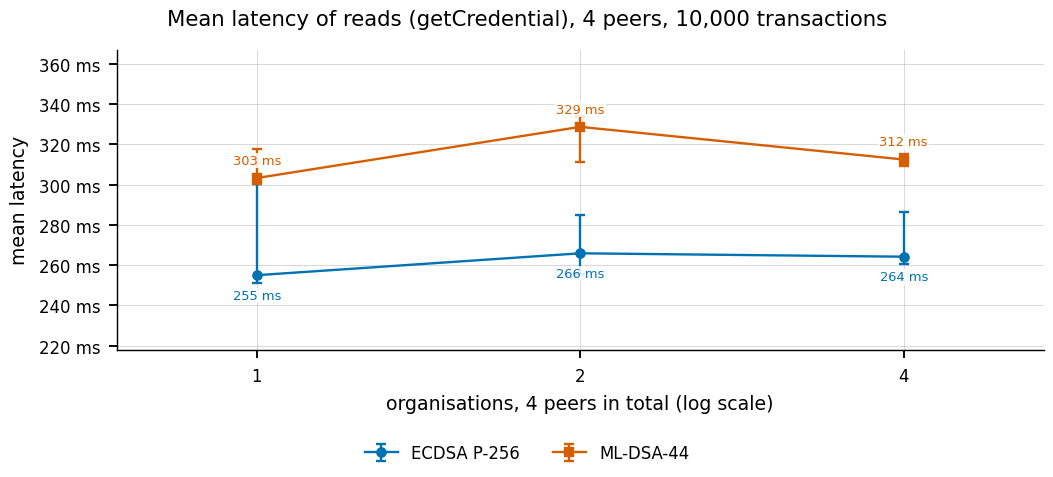 Mean latency of reads (getCredential), 4 peers, 10,000 transactions
mean latency
360 ms
340 ms
320 ms
300 ms
280 ms
260 ms
240 ms
220 ms
303 ms
329 ms
312 ms
255 ms
266 ms
264 ms
1 2 4
organisations, 4 peers in total (log scale)
ECDSA P-256 ML-DSA-44